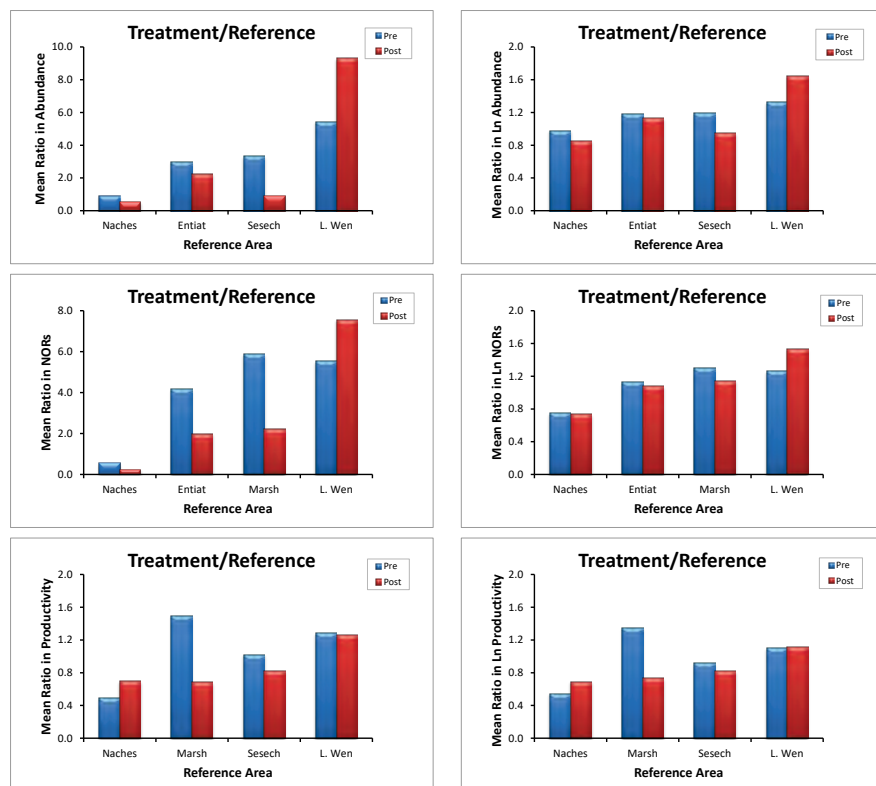 Treatment/Reference
Pre
Post
Mean Ratio in Abundance
10.0
8.0
6.0
4.0
2.0
0.0
Naches Entiat Sesech L. Wen
Reference Area
Treatment/Reference
Pre
Post
Mean Ratio in Ln Abundance
2.0
1.6
1.2
0.8
0.4
0.0
Naches Entiat Sesech L. Wen
Reference Area
Treatment/Reference
Pre
Post
Mean Ratio in NORs
8.0
6.0
4.0
2.0
0.0
Naches Entiat Marsh L. Wen
Reference Area
Treatment/Reference
Pre
Post
Mean Ratio in Ln NORs
2.0
1.6
1.2
0.8
0.4
0.0
Naches Entiat Marsh L. Wen
Reference Area
Treatment/Reference
Pre
Post
Mean Ratio in Productivity
2.0
1.6
1.2
0.8
0.4
0.0
Naches Marsh Sesech L. Wen
Reference Area
Treatment/Reference
Pre
Post
Mean Ratio in Ln Productivity
2.0
1.6
1.2
0.8
0.4
0.0
Naches Marsh Sesech L. Wen
Reference Area